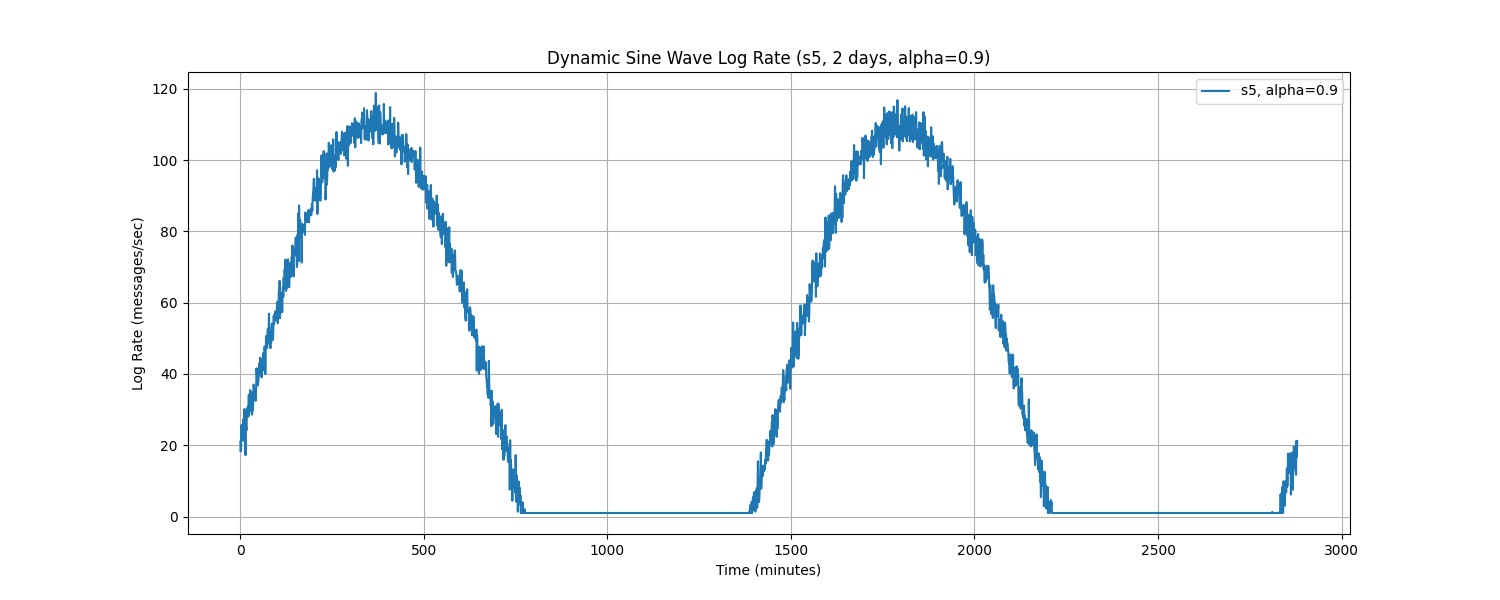 Dynamic Sine Wave Log Rate (s5, 2 days, alpha=0.9)
s5, alpha=0.9
Log Rate (messages/sec)
120
100
80
60
40
20
0
0 500 1000 1500 2000 2500 3000
Time (minutes)